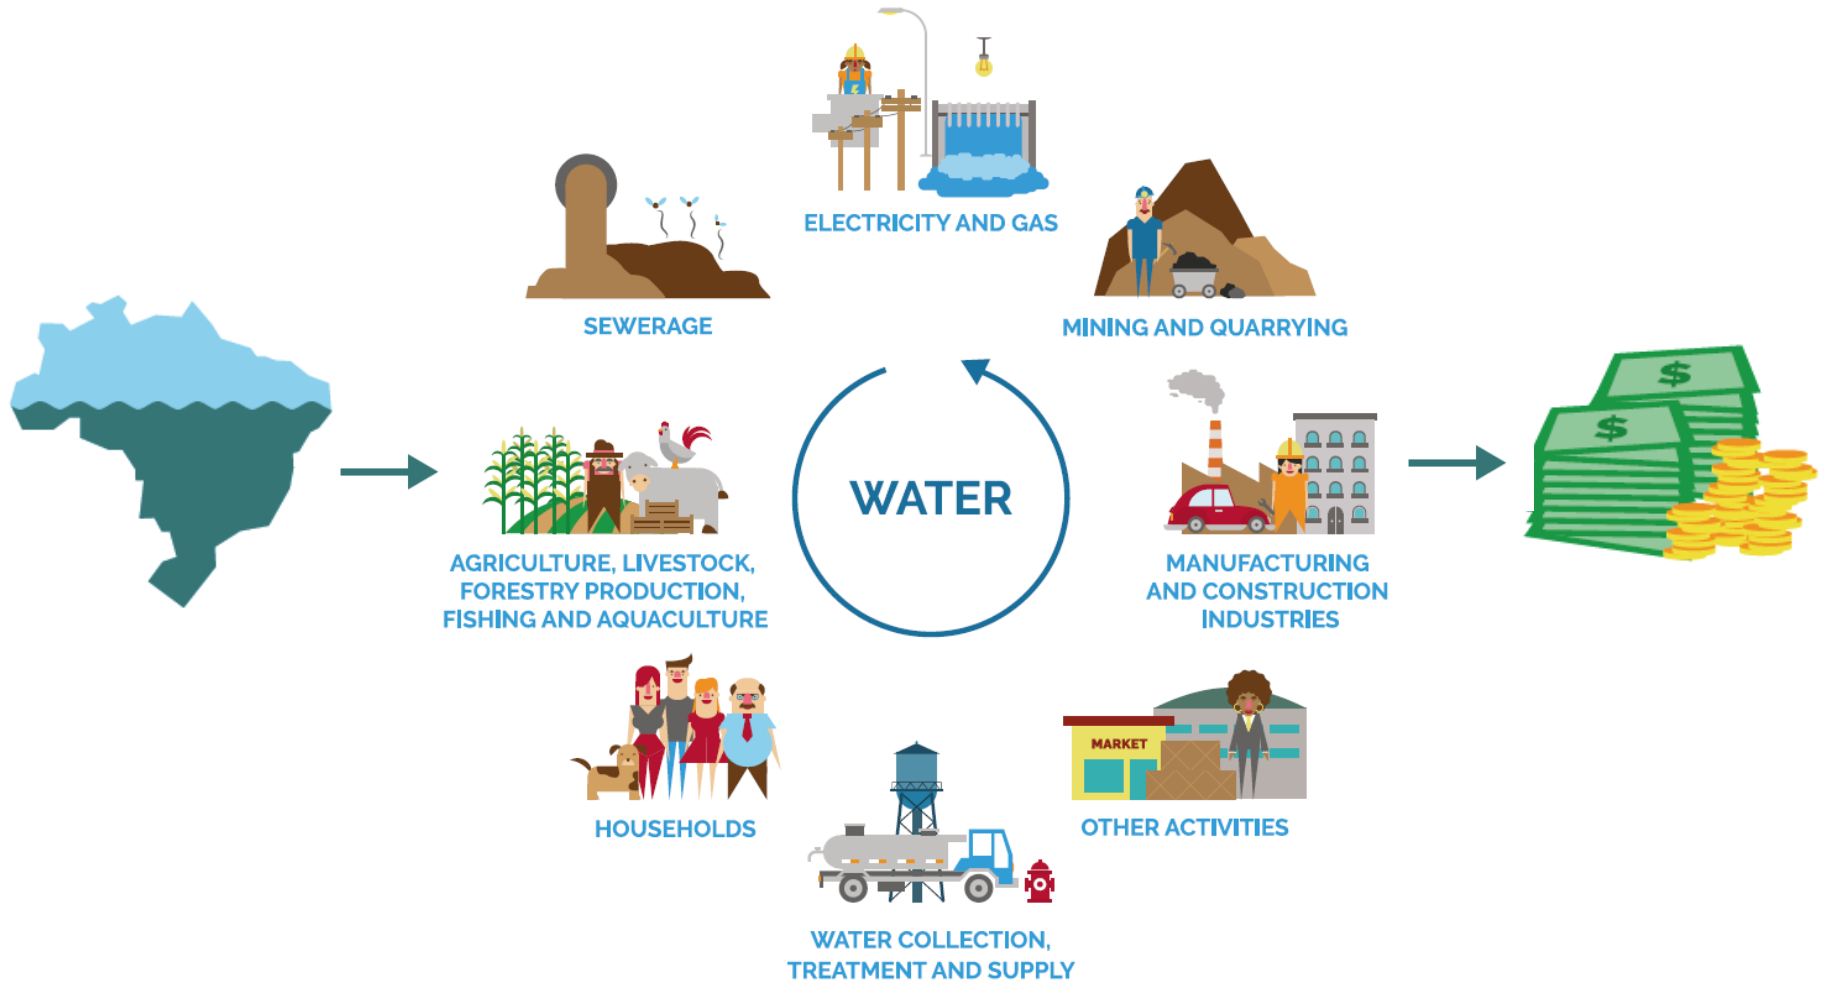 ELECTRICITY AND GAS
SEWERAGE
MINING AND QUARRYING
WATER
AGRICULTURE, LIVESTOCK,
FORESTRY PRODUCTION,
FISHING AND AQUACULTURE
MANUFACTURING
AND CONSTRUCTION
INDUSTRIES
$
$
HOUSEHOLDS
MARKET
OTHER ACTIVITIES
WATER COLLECTION,
TREATMENT AND SUPPLY